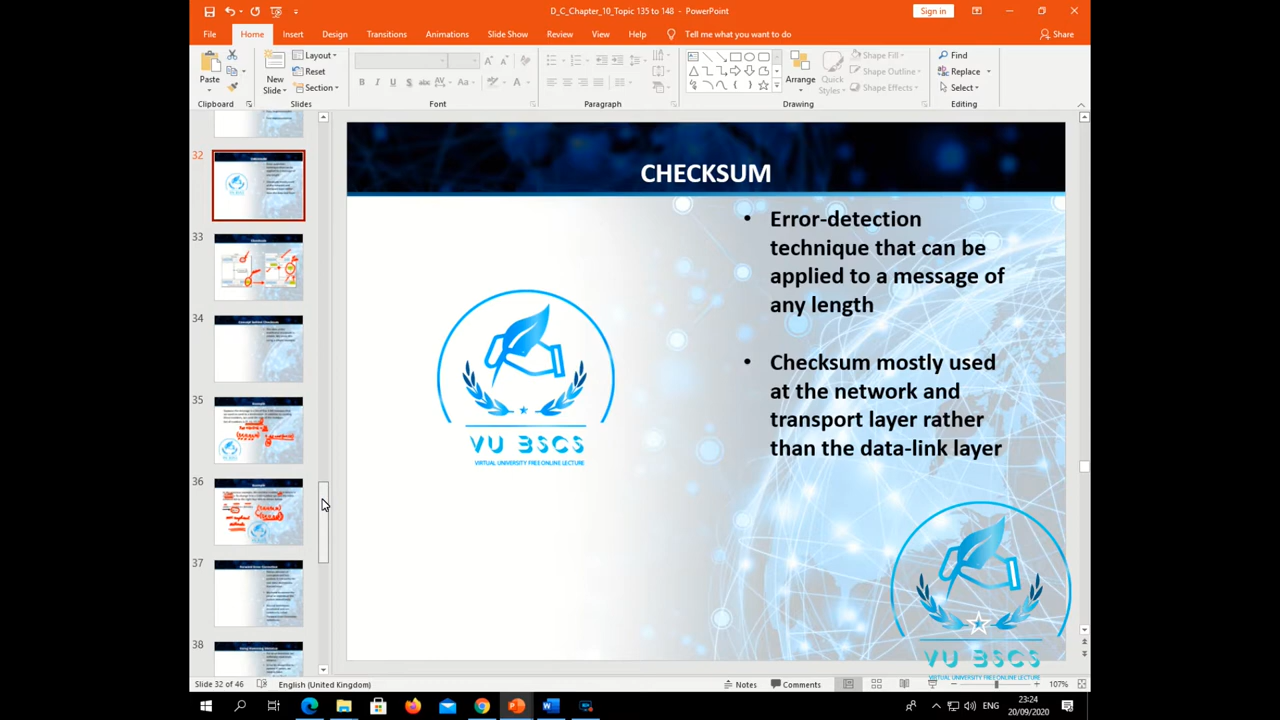 D_C_Chapter_10_Topic 135 to 148 - PowerPoint
Sign in
File Home Insert Design Transitions Animations Slide Show Review View Help Tell me what you want to do Share
Paste
New
Slide
Layout
Reset
Section
Arrange
Quick
Styles
Shape Fill
Shape Outline
Shape Effects
Find
Replace
Select
Clipboard Slides Font Paragraph Drawing Editing
32
33
34
35
36
37
38
CHECKSUM
• Error-detection
technique that can be
applied to a message of
any length
• Checksum mostly used
at the network and
transport layer rather
than the data-link layer
VU BSCS
VIRTUAL UNIVERSITY FREE ONLINE LECTURE
VU BSCS
VIRTUAL UNIVERSITY FREE ONLINE LECTURE
Slide 32 of 46 English (United Kingdom) Notes Comments 107%
ENG
23:24
20/09/2020